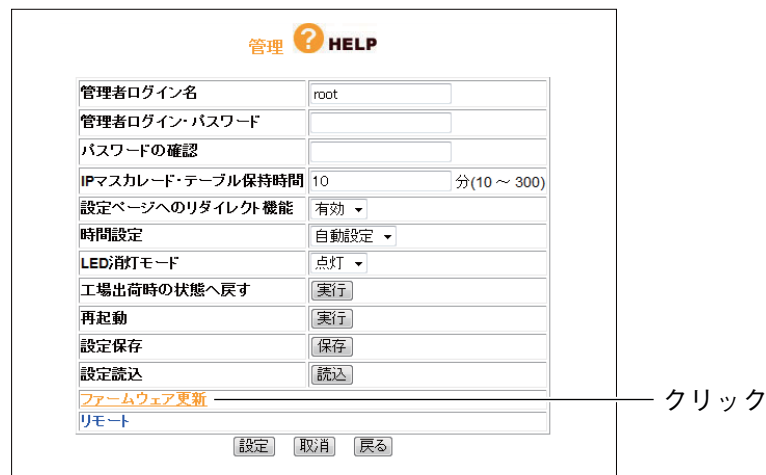 管理 ? HELP
管理者ログイン名 root
管理者ログイン・パスワード
パスワードの確認
IPマスカレード・テーブル保持時間 10 分(10 ～ 300)
設定ページへのリダイレクト機能 有効
時間設定 自動設定
LED消灯モード 点灯
工場出荷時の状態へ戻す 実行
再起動 実行
設定保存 保存
設定読込 読込
ファームウェア更新 クリック
リモート
設定 取消 戻る